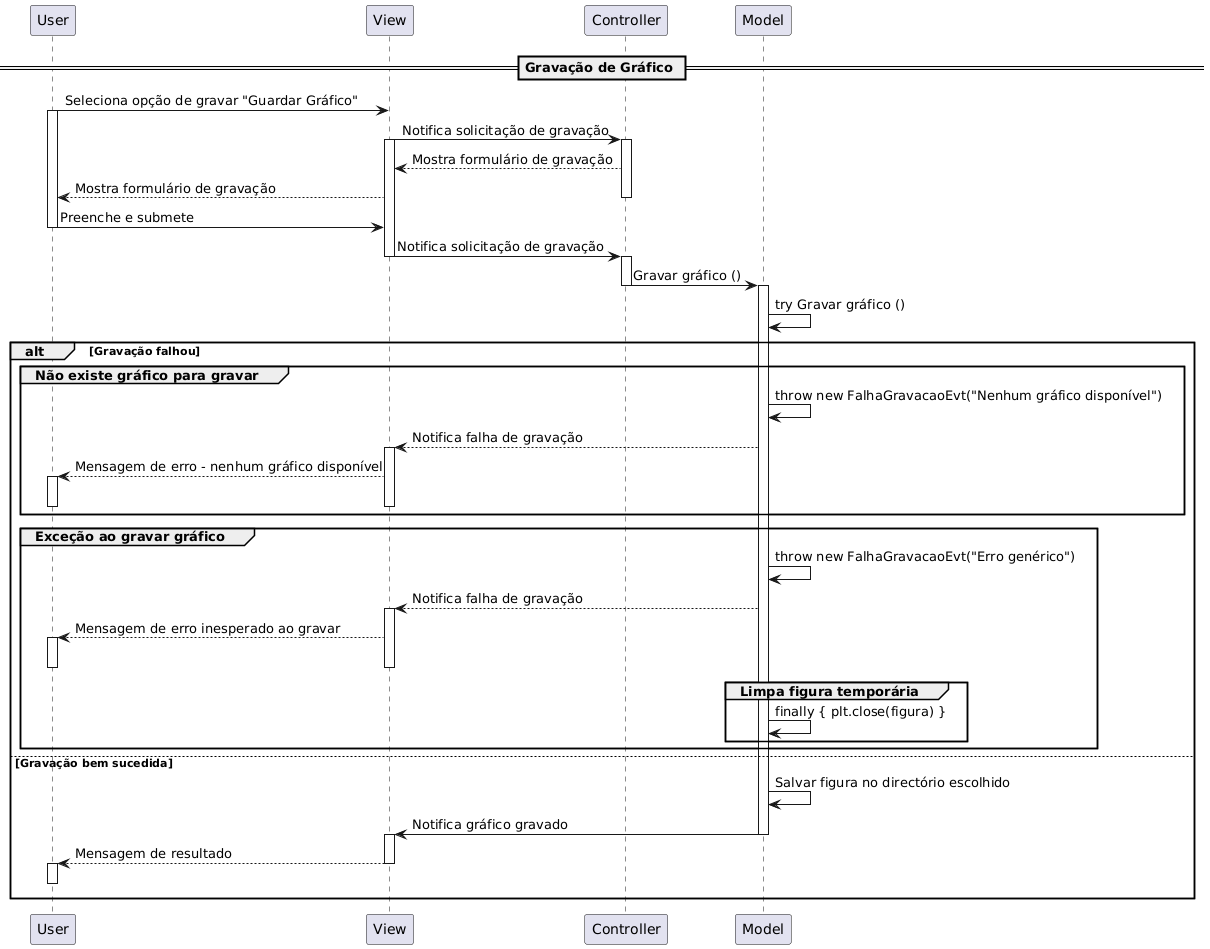 User View Controller Model
Gravação de Gráfico
Seleciona opção de gravar "Guardar Gráfico"
Notifica solicitação de gravação
Mostra formulário de gravação
Mostra formulário de gravação
Preenche e submete
Notifica solicitação de gravação
Gravar gráfico ()
try Gravar gráfico ()
alt [Gravação falhou]
Não existe gráfico para gravar
throw new FalhaGravacaoEvt("Nenhum gráfico disponível")
Notifica falha de gravação
Mensagem de erro - nenhum gráfico disponível
Exceção ao gravar gráfico
throw new FalhaGravacaoEvt("Erro genérico")
Notifica falha de gravação
Mensagem de erro inesperado ao gravar
Limpa figura temporária
finally { plt.close(figura) }
[Gravação bem sucedida]
Salvar figura no directório escolhido
Notifica gráfico gravado
Mensagem de resultado
User View Controller Model